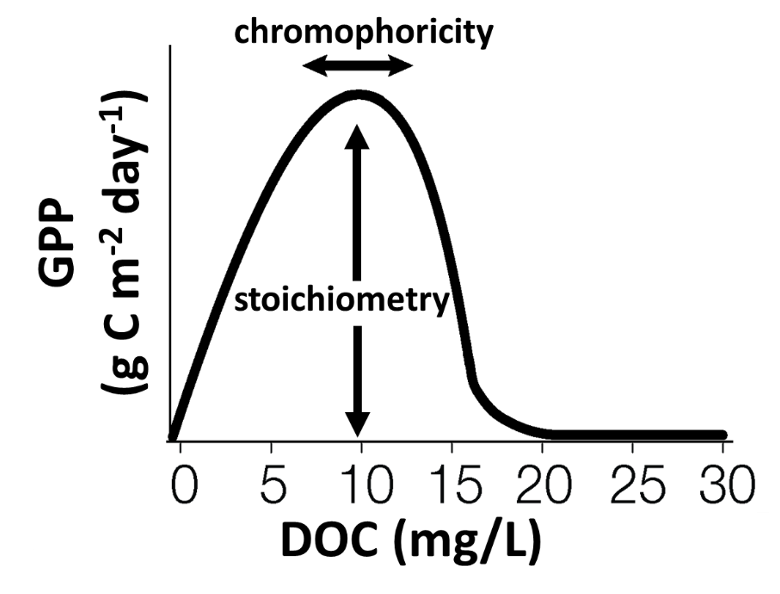 chromophoricity
GPP
(g C m⁻² day⁻¹)
stoichiometry
0 5 10 15 20 25 30
DOC (mg/L)